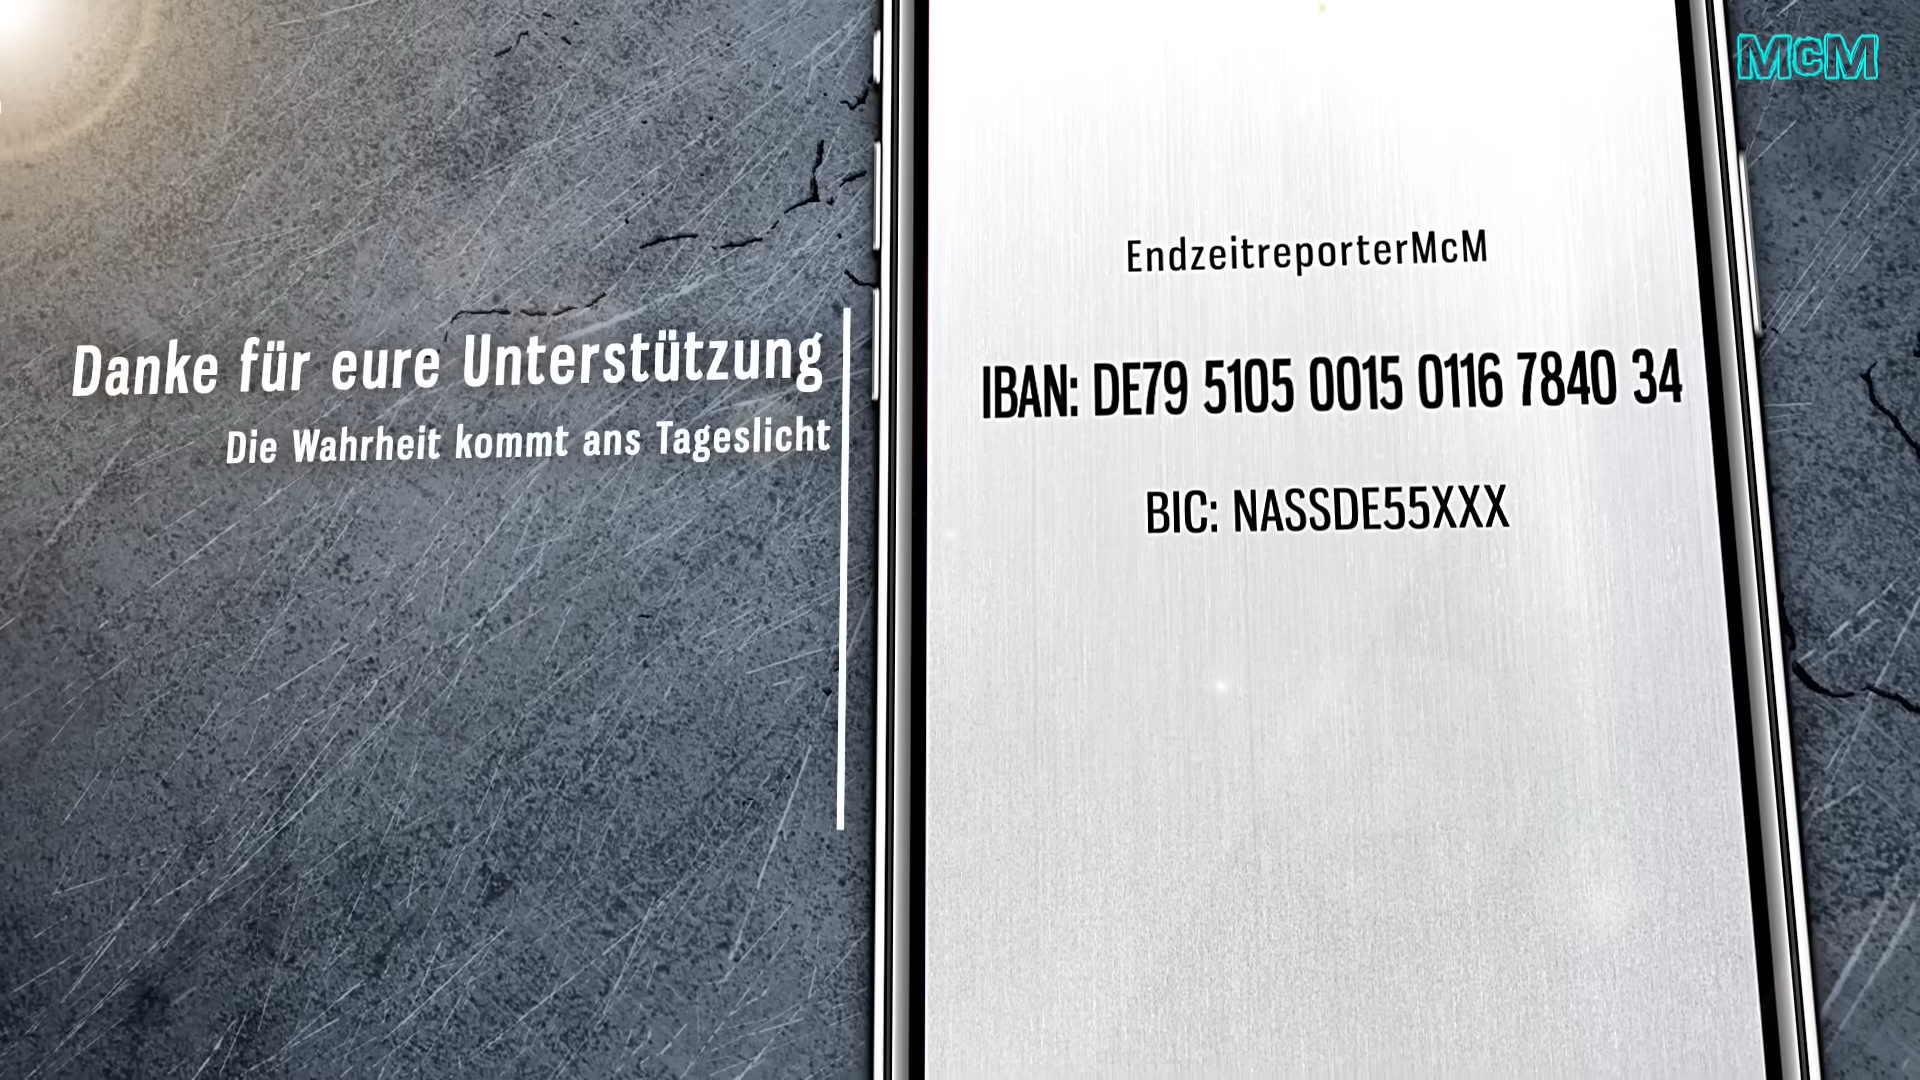 McM
EndzeitreporterMcM
Danke für eure Unterstützung
Die Wahrheit kommt ans Tageslicht
IBAN: DE79 5105 0015 0116 7840 34
BIC: NASSDE55XXX